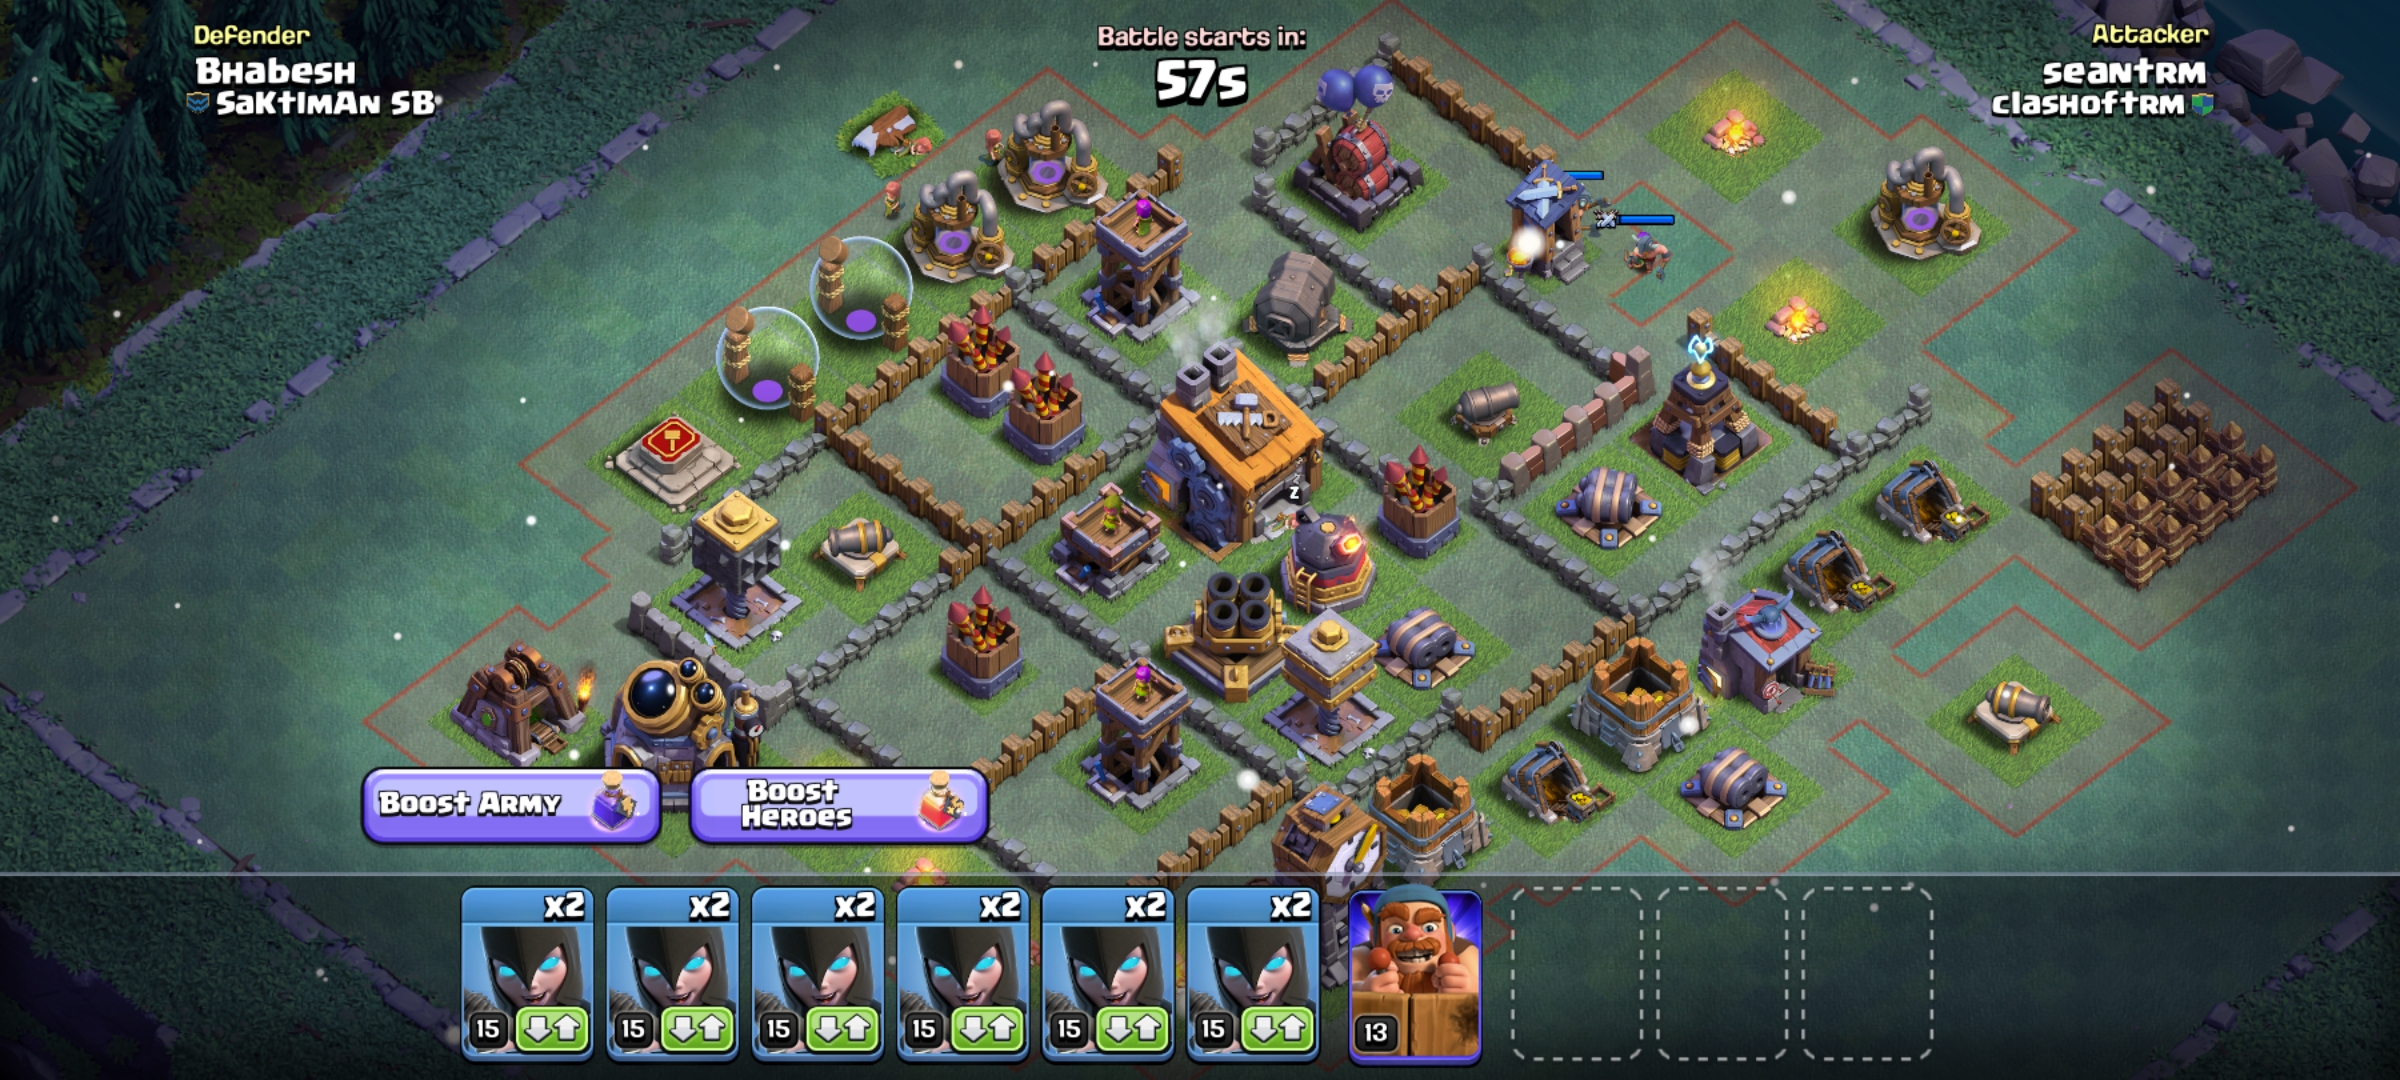 Defender
Bhabesh
SaKtImAn SB
Battle starts in:
57s
Attacker
seantRM
clashoftRM
z
z
Boost Army
Boost
Heroes
x2
x2
x2
x2
x2
x2
15
15
15
15
15
15
13